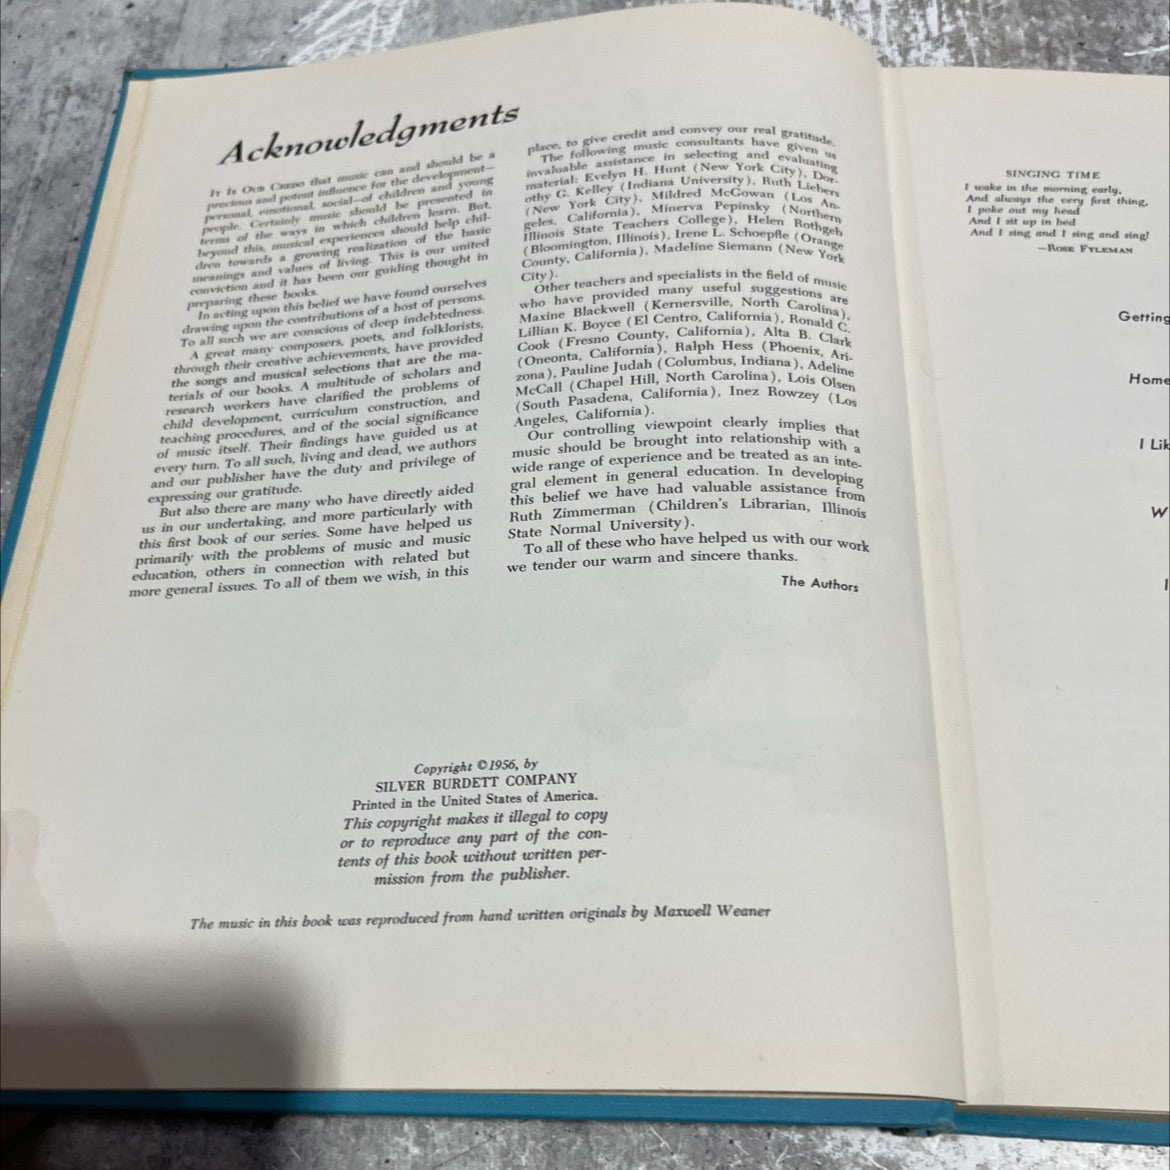 Acknowledgments
It Is Our Credo that music can and should be a
precious and potent influence for the development—
personal, emotional, social—of children and young
people. Certainly music should be presented in
terms of the ways in which children learn. But,
beyond this, musical experiences should help chil-
dren towards a growing realization of the basic
meanings and values of living. This is our united
conviction and it has been our guiding thought in
preparing these books.
In acting upon this belief we have found ourselves
drawing upon the contributions of a host of persons.
To all such we are conscious of deep indebtedness.
A great many composers, poets, and folklorists,
through their creative achievements, have provided
the songs and musical selections that are the ma-
terials of our books. A multitude of scholars and
research workers have clarified the problems of
child development, curriculum construction, and
teaching procedures, and of the social significance
of music itself. Their findings have guided us at
every turn. To all such, living and dead, we authors
and our publisher have the duty and privilege of
expressing our gratitude.
But also there are many who have directly aided
us in our undertaking, and more particularly with
this first book of our series. Some have helped us
primarily with the problems of music and music
education, others in connection with related but
more general issues. To all of them we wish, in this
place, to give credit and convey our real gratitude.
The following music consultants have given us
invaluable assistance in selecting and evaluating
material: Evelyn H. Hunt (New York City), Dor-
othy G. Kelley (Indiana University), Ruth Liebers
(New York City), Mildred McGowan (Los An-
geles, California), Minerva Pepinsky (Northern
Illinois State Teachers College), Helen Rothgeb
(Bloomington, Illinois), Irene L. Schoepfle (Orange
County, California), Madeline Siemann (New York
City).
Other teachers and specialists in the field of music
who have provided many useful suggestions are
Maxine Blackwell (Kernersville, North Carolina),
Lillian K. Boyce (El Centro, California), Ronald C.
Cook (Fresno County, California), Alta B. Clark
(Oneonta, California), Ralph Hess (Phoenix, Ari-
zona), Pauline Judah (Columbus, Indiana), Adeline
McCall (Chapel Hill, North Carolina), Lois Olsen
(South Pasadena, California), Inez Rowzey (Los
Angeles, California).
Our controlling viewpoint clearly implies that
music should be brought into relationship with a
wide range of experience and be treated as an inte-
gral element in general education. In developing
this belief we have had valuable assistance from
Ruth Zimmerman (Children's Librarian, Illinois
State Normal University).
To all of these who have helped us with our work
we tender our warm and sincere thanks.
The Authors
Copyright ©1956, by
SILVER BURDETT COMPANY
Printed in the United States of America.
This copyright makes it illegal to copy
or to reproduce any part of the con-
tents of this book without written per-
mission from the publisher.
The music in this book was reproduced from hand written originals by Maxwell Weaner
SINGING TIME
I wake in the morning early,
And always the very first thing,
I poke out my head
And I sit up in bed
And I sing and I sing and sing!
—Rose Fyleman
Getting
Home
I Lik
W
I